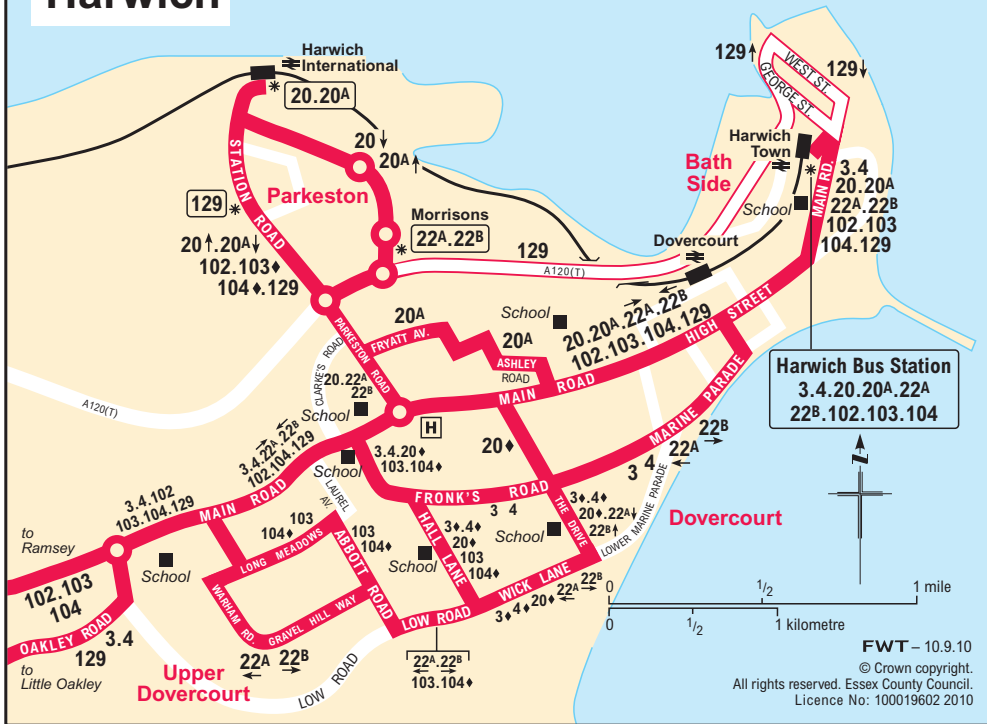 Harwich
Harwich
International
20.20A
129↑
129↓
WEST ST.
GEORGE ST.
20↓
20A↑
STATION ROAD
Parkeston
Harwich
Town
Bath
Side
MAIN RD.
School
3.4
20.20A
22A.22B
102.103
104.129
129
Morrisons
22A.22B
20↑.20A↓
102.103♦
104♦.129
129
A120(T)
Dovercourt
→ ←
20.20A.22A.22B
102.103.104.129
HIGH STREET
PARKESTON
ROAD
20A
FRYATT AV.
School
20A
ASHLEY
ROAD
CLARKE'S ROAD
A120(T)
20.22A
22B
School
MAIN ROAD
H
MARINE PARADE
Harwich Bus Station
3.4.20.20A.22A
22B.102.103.104
N
→ ←
3.4.22A.22B
102.104.129
School
3.4.20♦
103.104♦
20♦
22B
→
22A
←
3 4
LAUREL
AV.
3.4.102
103.104.129
MAIN ROAD
FRONK'S ROAD
3 4
THE DRIVE
3♦.4♦
20♦.22A↓
22B↑
LOWER MARINE PARADE
Dovercourt
to
Ramsey
102.103
104
School
104♦
103
LONG MEADOWS
103
104♦
ABBOTT ROAD
School
HALL LANE
3♦.4♦
20♦
103
104♦
School
WARHAM RD.
GRAVEL HILL WAY
LOW ROAD
WICK LANE
3♦4♦20♦
22A
←
22B
→
OAKLEY ROAD
3.4
129
to
Little Oakley
22A
←
22B
→
Upper
Dovercourt
LOW ROAD
← →
22A.22B
→
103.104♦
0 1/2 1 mile
0 1/2 1 kilometre
FWT – 10.9.10
© Crown copyright.
All rights reserved. Essex County Council.
Licence No: 100019602 2010